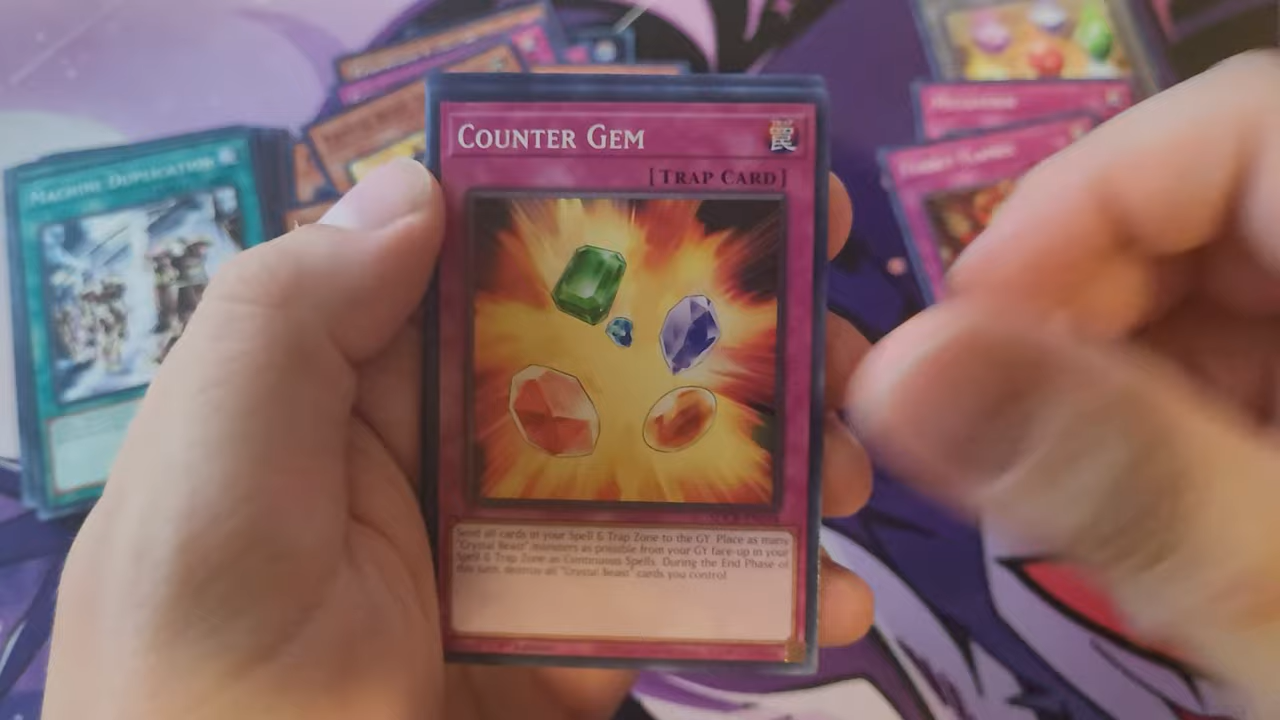 Counter Gem
罠
[Trap Card]
Send all cards in your Spell & Trap Zone to the GY. Place as many
"Crystal Beast" monsters as possible from your GY face-up in your
Spell & Trap Zone as Continuous Spells. During the End Phase of
this turn, destroy all "Crystal Beast" cards you control.
Machine Duplication